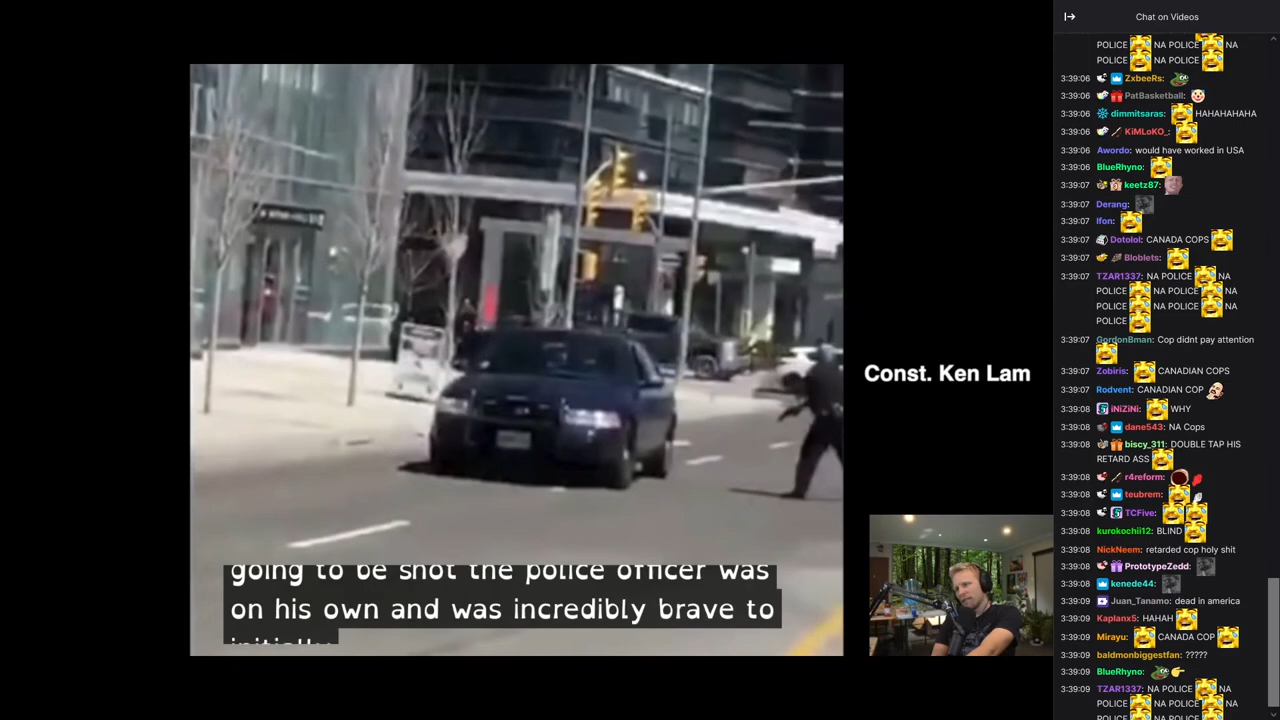 Const. Ken Lam
going to be shot the police officer was
on his own and was incredibly brave to
initially
Chat on Videos
POLICE NA POLICE NA
POLICE NA POLICE
3:39:06 ZxbeeRs:
3:39:06 PatBasketball:
3:39:06 dimmitsaras: HAHAHAHAHA
3:39:06 KiMLoKO_:
3:39:06 Awordo: would have worked in USA
3:39:06 BlueRhyno:
3:39:07 keetz87:
3:39:07 Derang:
3:39:07 Ifon:
3:39:07 Dotolol: CANADA COPS
3:39:07 Bloblets:
3:39:07 TZAR1337: NA POLICE NA
POLICE NA POLICE NA
POLICE NA POLICE NA
POLICE
3:39:07 GordonBman: Cop didnt pay attention
3:39:07 Zobiris: CANADIAN COPS
3:39:07 Rodvent: CANADIAN COP
3:39:08 iNiZiNi: WHY
3:39:08 dane543: NA Cops
3:39:08 biscy_311: DOUBLE TAP HIS
RETARD ASS
3:39:08 r4reform:
3:39:08 teubrem:
3:39:08 TCFive:
3:39:08 kurokochii12: BLIND
3:39:08 NickNeem: retarded cop holy shit
3:39:08 PrototypeZedd:
3:39:08 kenede44:
3:39:09 Juan_Tanamo: dead in america
3:39:09 Kaplanx5: HAHAH
3:39:09 Mirayu: CANADA COP
3:39:09 baldmonbiggestfan: ?????
3:39:09 BlueRhyno:
3:39:09 TZAR1337: NA POLICE NA
POLICE NA POLICE NA
POLICE NA POLICE NA